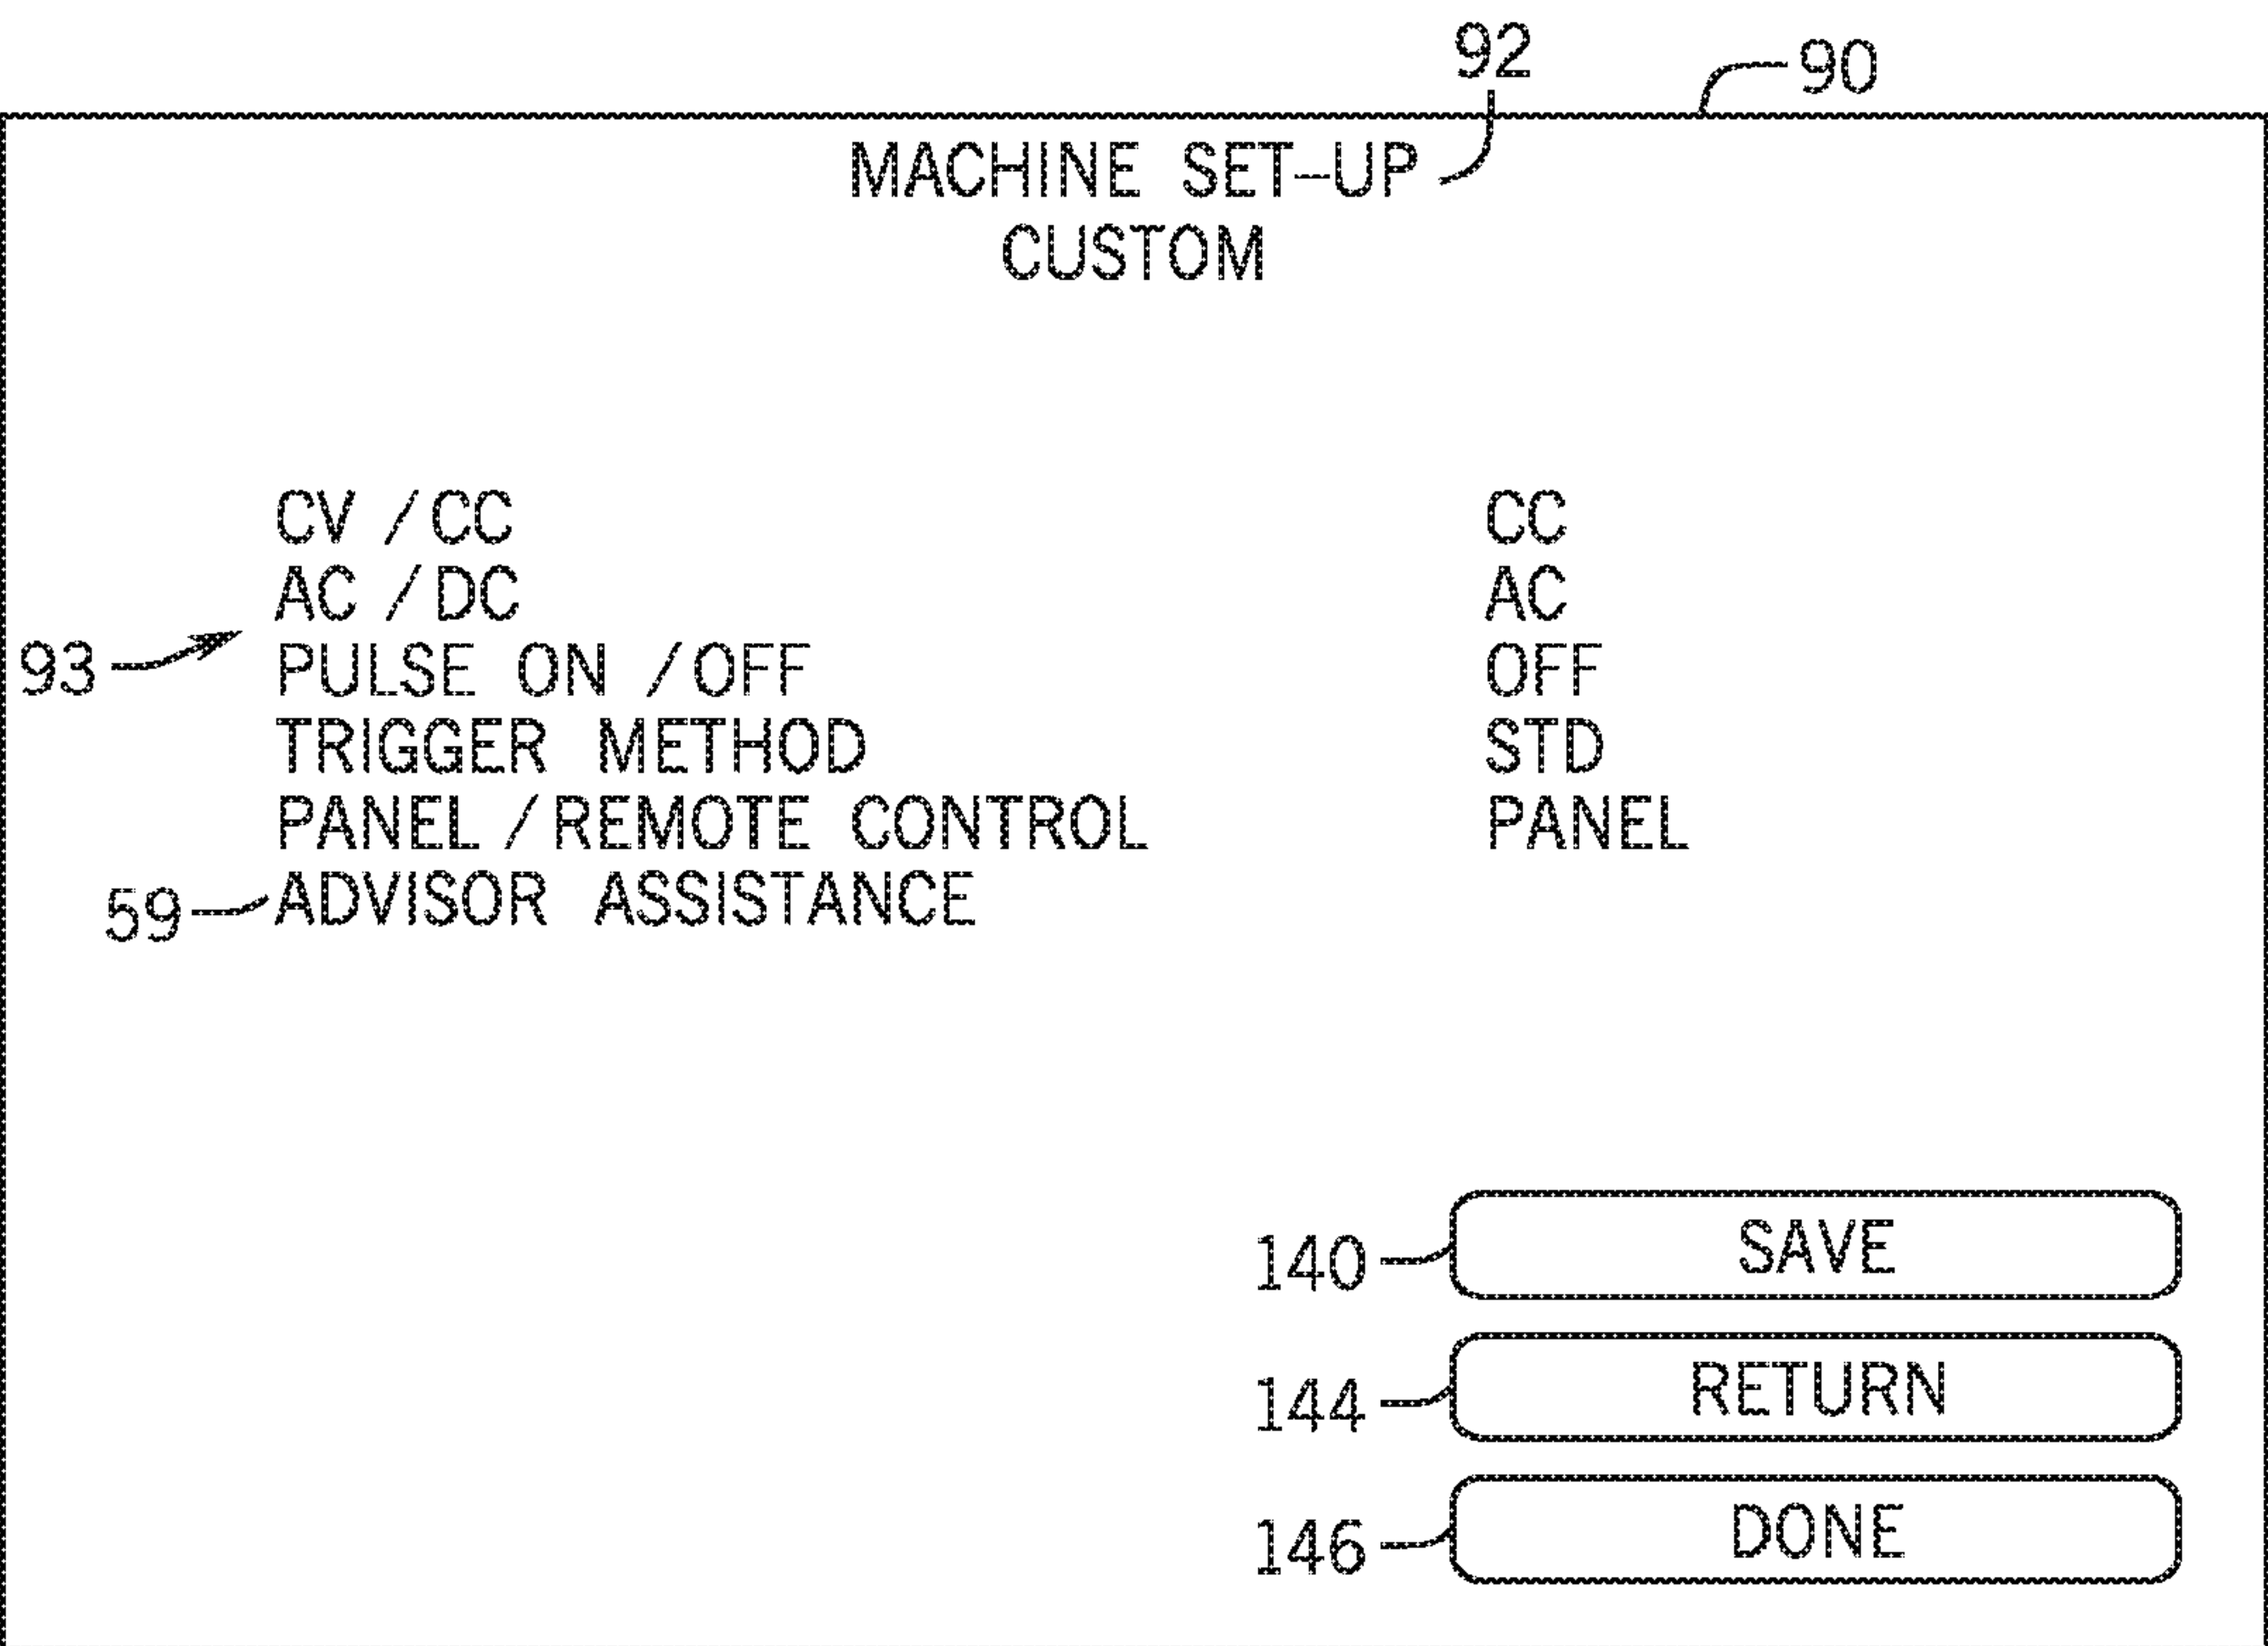 92
90
MACHINE SET-UP
CUSTOM
CV / CC CC
AC / DC AC
93 PULSE ON / OFF OFF
TRIGGER METHOD STD
PANEL / REMOTE CONTROL PANEL
59 ADVISOR ASSISTANCE
140 SAVE
144 RETURN
146 DONE